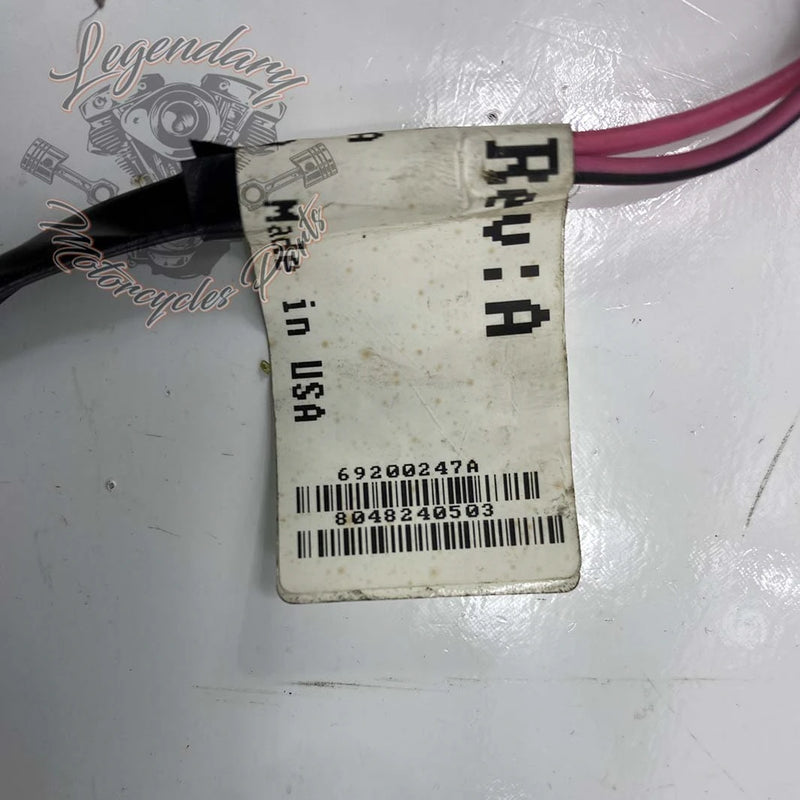 Legendary
Motorcycles Parts
A
Rev:A
Made in USA
69200247A
8048240503